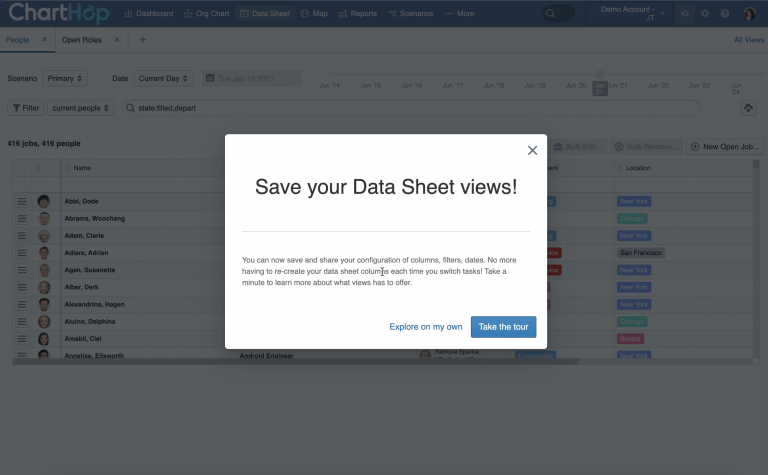 ChartHop
Dashboard Org Chart Data Sheet Map Reports Scenarios More
Demo Account - JT
People × Open Roles × + All Views
Scenario Primary Date Current Day Tue Jan 19 2021
Jun '14 Jun '15 Jun '16 Jun '17 Jun '18 Jun '19 Jun '20 Jun '21 Jun '22 Jun '23 Jun '24
Filter current people state:filled,depart
416 jobs, 416 people Bulk Edit... Bulk Remove... New Open Job...
Name Location
Abbi, Dode New York
Abrams, Woochang Chicago
Adam, Clarie New York
Adlars, Adrien San Francisco
Agan, Susanetta New York
Alber, Derk New York
Alexandrina, Hagen New York
Aluino, Delphina Chicago
Amabil, Ciel Boston
Annelise, Ellsworth Android Engineer Ramona Sparks Engineering New York
Save your Data Sheet views!
You can now save and share your configuration of columns, filters, dates. No more
having to re-create your data sheet columns each time you switch tasks! Take a
minute to learn more about what views has to offer.
Explore on my own Take the tour